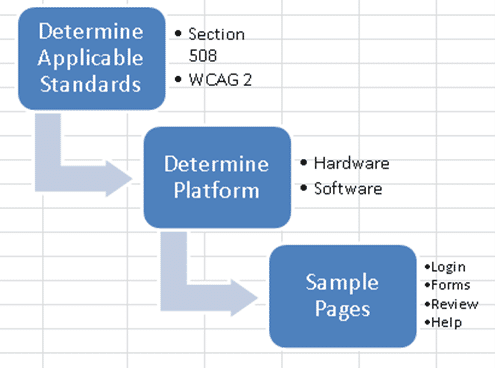 Determine
Applicable
Standards
• Section
508
• WCAG 2
Determine
Platform
• Hardware
• Software
Sample
Pages
•Login
•Forms
•Review
•Help